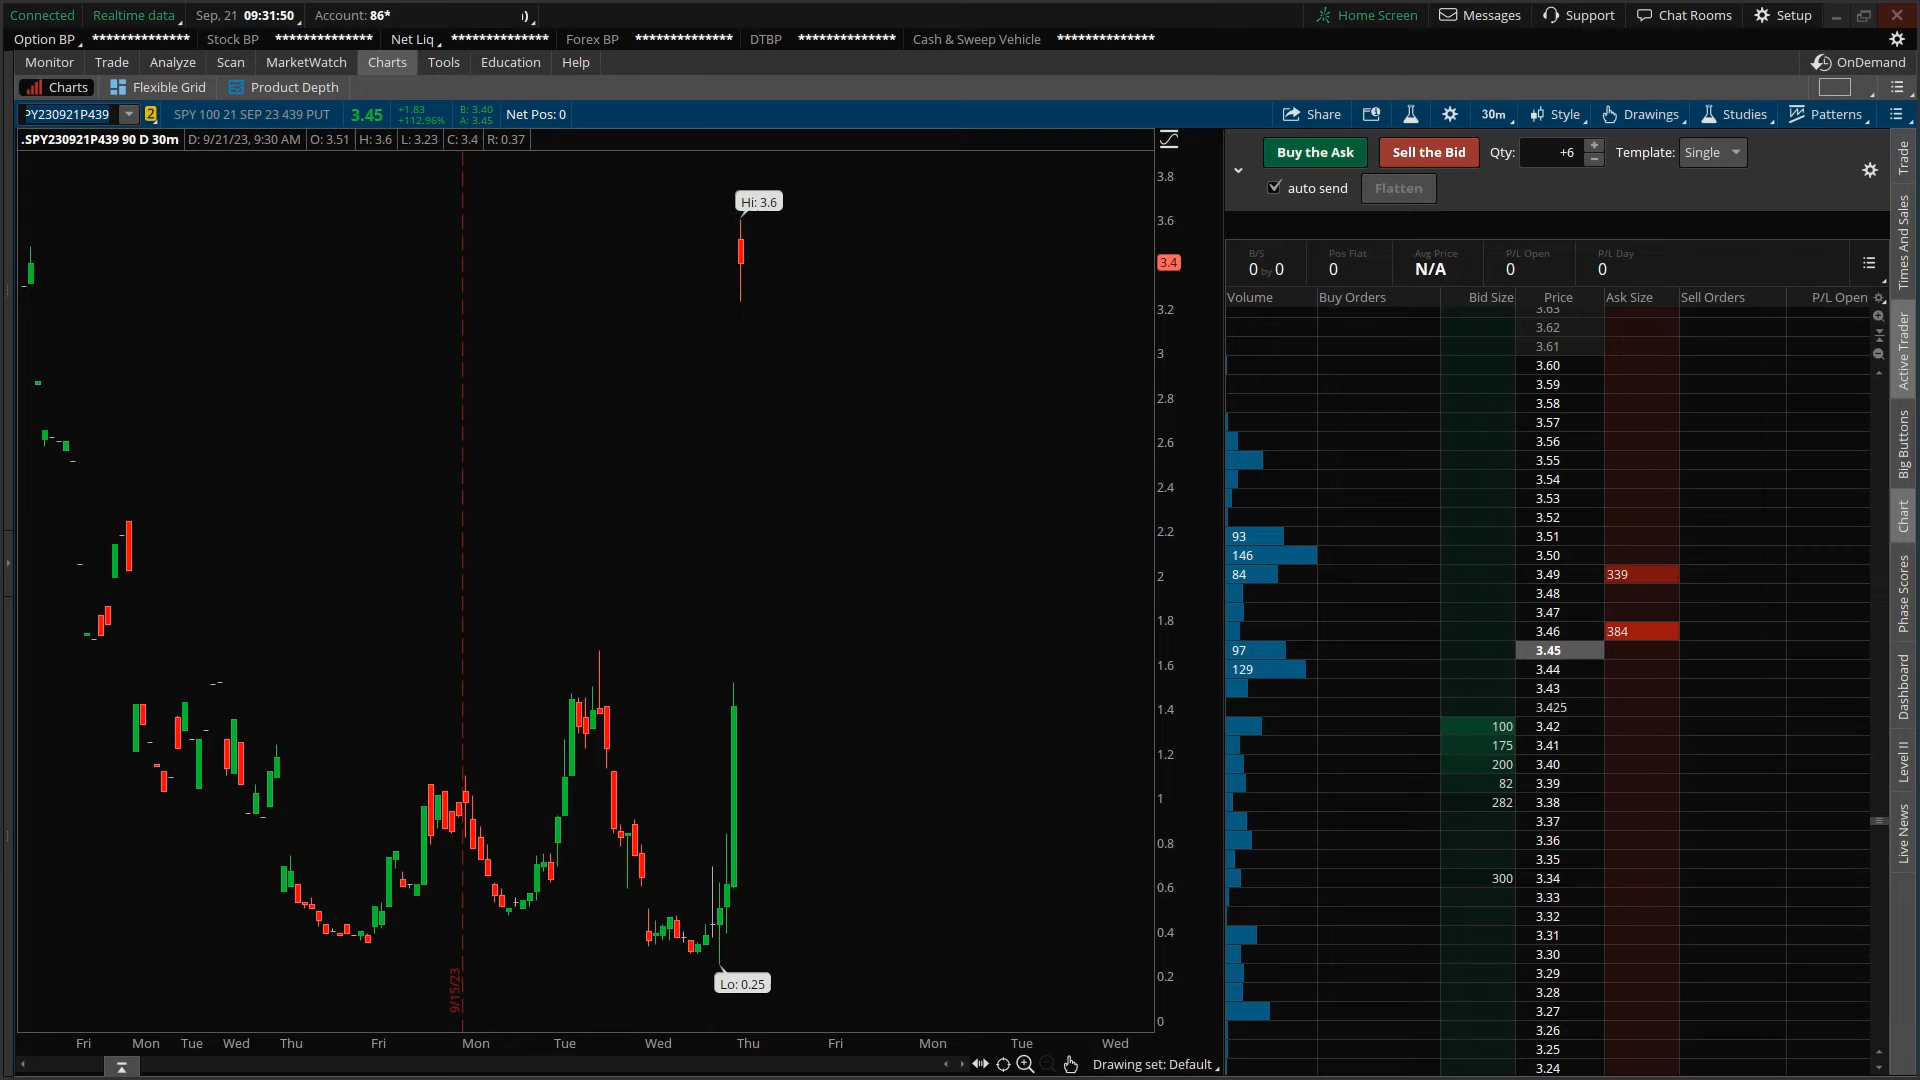 Connected Realtime data Sep, 21 09:31:50 Account: 86* Home Screen Messages Support Chat Rooms Setup
Option BP ************** Stock BP ************** Net Liq ************** Forex BP ************** DTBP ************** Cash & Sweep Vehicle **************
Monitor Trade Analyze Scan MarketWatch Charts Tools Education Help OnDemand
Charts Flexible Grid Product Depth
PY230921P439 2 SPY 100 21 SEP 23 439 PUT 3.45 +1.83 +112.96% B: 3.40 A: 3.45 Net Pos: 0 Share 30m Style Drawings Studies Patterns
.SPY230921P439 90 D 30m D: 9/21/23, 9:30 AM O: 3.51 H: 3.6 L: 3.23 C: 3.4 R: 0.37
Hi: 3.6
Lo: 0.25
9/15/23
3.8
3.6
3.4
3.2
3
2.8
2.6
2.4
2.2
2
1.8
1.6
1.4
1.2
1
0.8
0.6
0.4
0.2
0
Fri Mon Tue Wed Thu Fri Mon Tue Wed Thu Fri Mon Tue Wed
Drawing set: Default
Buy the Ask Sell the Bid Qty: +6 Template: Single
auto send Flatten
B/S Pos Flat Avg Price P/L Open P/L Day
0 by 0 0 N/A 0 0
Volume Buy Orders Bid Size Price Ask Size Sell Orders P/L Open
3.63
3.62
3.61
3.60
3.59
3.58
3.57
3.56
3.55
3.54
3.53
3.52
93 3.51
146 3.50
84 3.49 339
3.48
3.47
3.46 384
97 3.45
129 3.44
3.43
3.425
100 3.42
175 3.41
200 3.40
82 3.39
282 3.38
3.37
3.36
3.35
300 3.34
3.33
3.32
3.31
3.30
3.29
3.28
3.27
3.26
3.25
3.24
Trade
Times And Sales
Active Trader
Big Buttons
Chart
Phase Scores
Dashboard
Level II
Live News